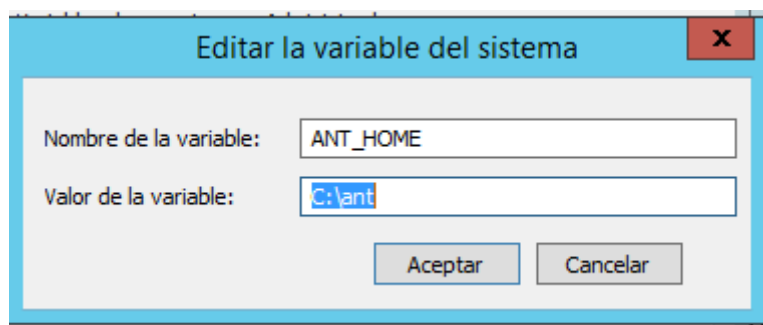 Editar la variable del sistema
x
Nombre de la variable: ANT_HOME
Valor de la variable: C:\ant
Aceptar Cancelar